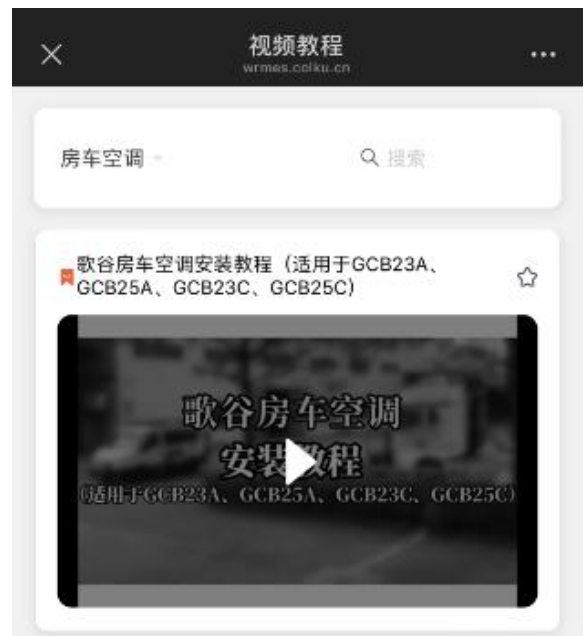 视频教程
wrmes.colku.cn
房车空调
搜索
歌谷房车空调安装教程（适用于GCB23A、
GCB25A、GCB23C、GCB25C)
歌谷房车空调
安装教程
(适用于GCB23A、GCB25A、GCB23C、GCB25C)